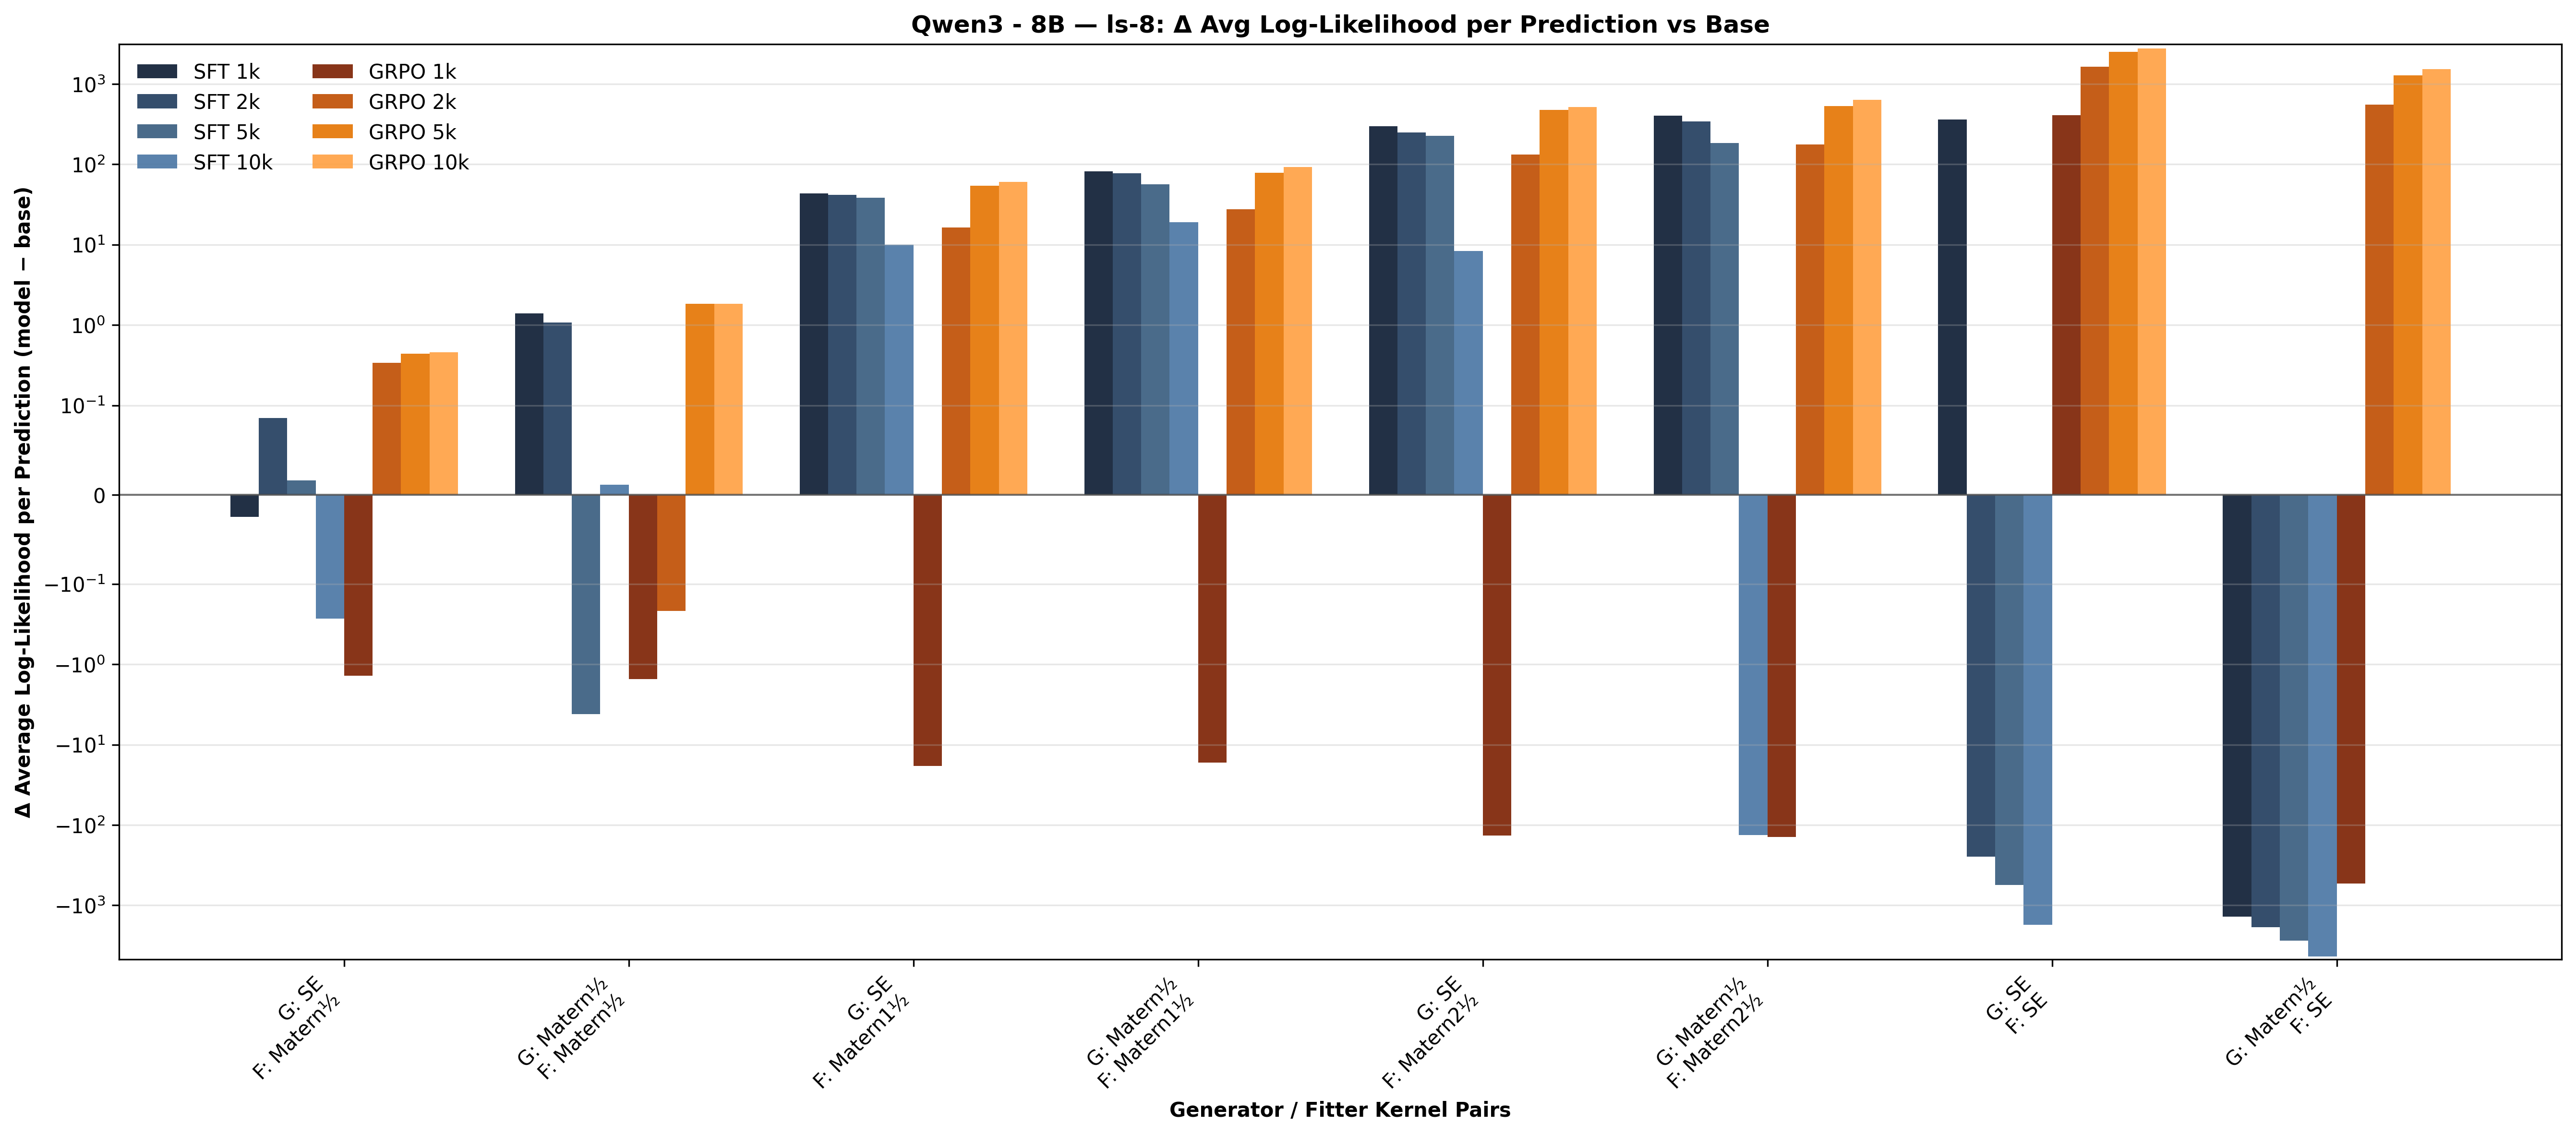 Qwen3 - 8B — ls-8: Δ Avg Log-Likelihood per Prediction vs Base
SFT 1k
SFT 2k
SFT 5k
SFT 10k
GRPO 1k
GRPO 2k
GRPO 5k
GRPO 10k
Δ Average Log-Likelihood per Prediction (model − base)
10³
10²
10¹
10⁰
10⁻¹
0
−10⁻¹
−10⁰
−10¹
−10²
−10³
G: SE
F: Matern½
G: Matern½
F: Matern½
G: SE
F: Matern1½
G: Matern½
F: Matern1½
G: SE
F: Matern2½
G: Matern½
F: Matern2½
G: SE
F: SE
G: Matern½
F: SE
Generator / Fitter Kernel Pairs